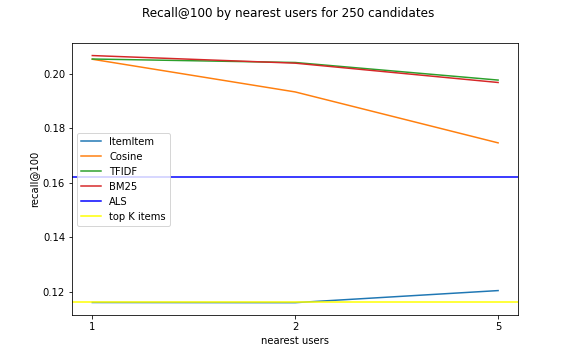 Recall@100 by nearest users for 250 candidates
recall@100
0.20
0.18
0.16
0.14
0.12
ItemItem
Cosine
TFIDF
BM25
ALS
top K items
1
2
5
nearest users